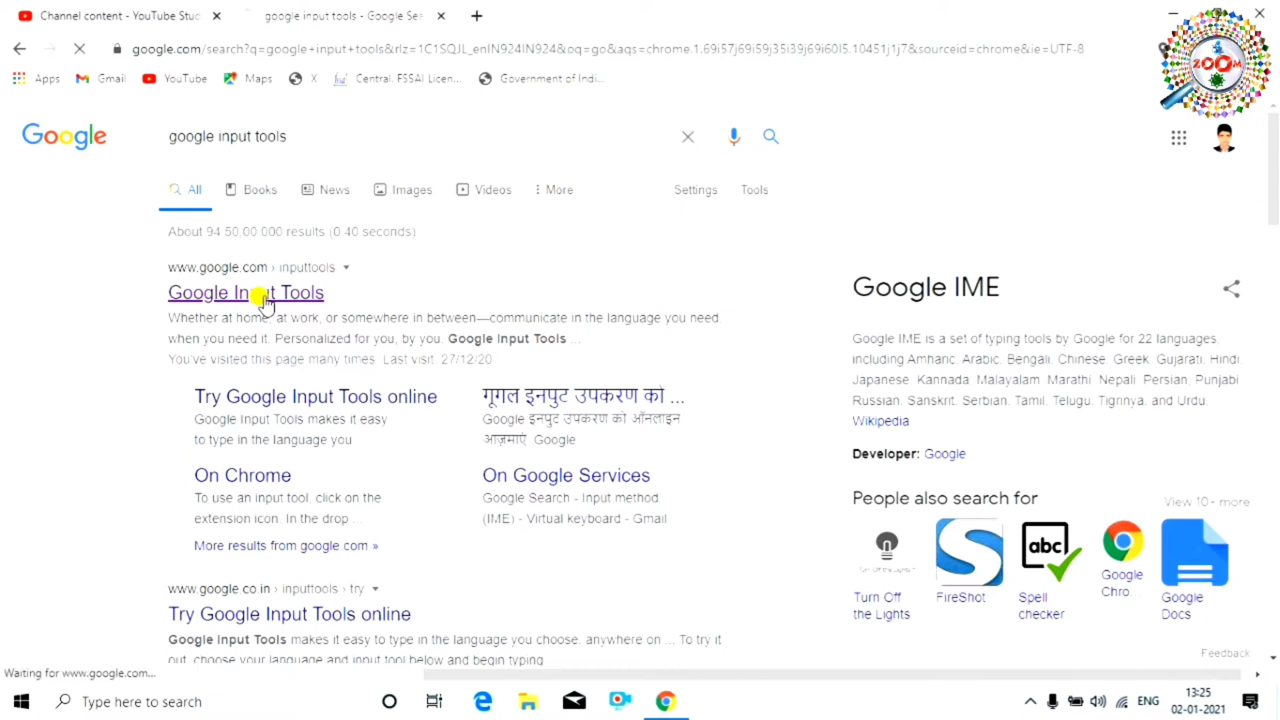 Channel content - YouTube Stu
google input tools - Google Se
google.com/search?q=google+input+tools&rlz=1C1SQJL_enIN924IN924&oq=go&aqs=chrome.1.69i57j69i59j35i39j69i60l5.10451j1j7&sourceid=chrome&ie=UTF-8
Apps
Gmail
YouTube
Maps
X
Central. FSSAI Licen...
Government of Indi...
ZOOM
Google
google input tools
All
Books
News
Images
Videos
More
Settings
Tools
About 94 50,00,000 results (0.40 seconds)
www.google.com › inputtools
Google Input Tools
Whether at home, at work, or somewhere in between—communicate in the language you need,
when you need it. Personalized for you, by you. Google Input Tools ...
You've visited this page many times. Last visit: 27/12/20
Try Google Input Tools online
Google Input Tools makes it easy
to type in the language you
गूगल इनपुट उपकरण को ...
Google इनपुट उपकरण को ऑनलाइन
आज़माएं Google
On Chrome
To use an input tool, click on the
extension icon. In the drop ...
On Google Services
Google Search - Input method
(IME) - Virtual keyboard - Gmail
More results from google.com »
www.google.co.in › inputtools › try
Try Google Input Tools online
Google Input Tools makes it easy to type in the language you choose, anywhere on ... To try it
out, choose your language and input tool below and begin typing
Google IME
Google IME is a set of typing tools by Google for 22 languages,
including Amharic, Arabic, Bengali, Chinese, Greek, Gujarati, Hindi,
Japanese, Kannada, Malayalam, Marathi, Nepali, Persian, Punjabi,
Russian, Sanskrit, Serbian, Tamil, Telugu, Tigrinya, and Urdu.
Wikipedia
Developer: Google
People also search for
View 10+ more
abc
Turn Off
the Lights
FireShot
Spell
checker
Google
Chro...
Google
Docs
Feedback
Waiting for www.google.com...
Type here to search
ENG
13:25
02-01-2021